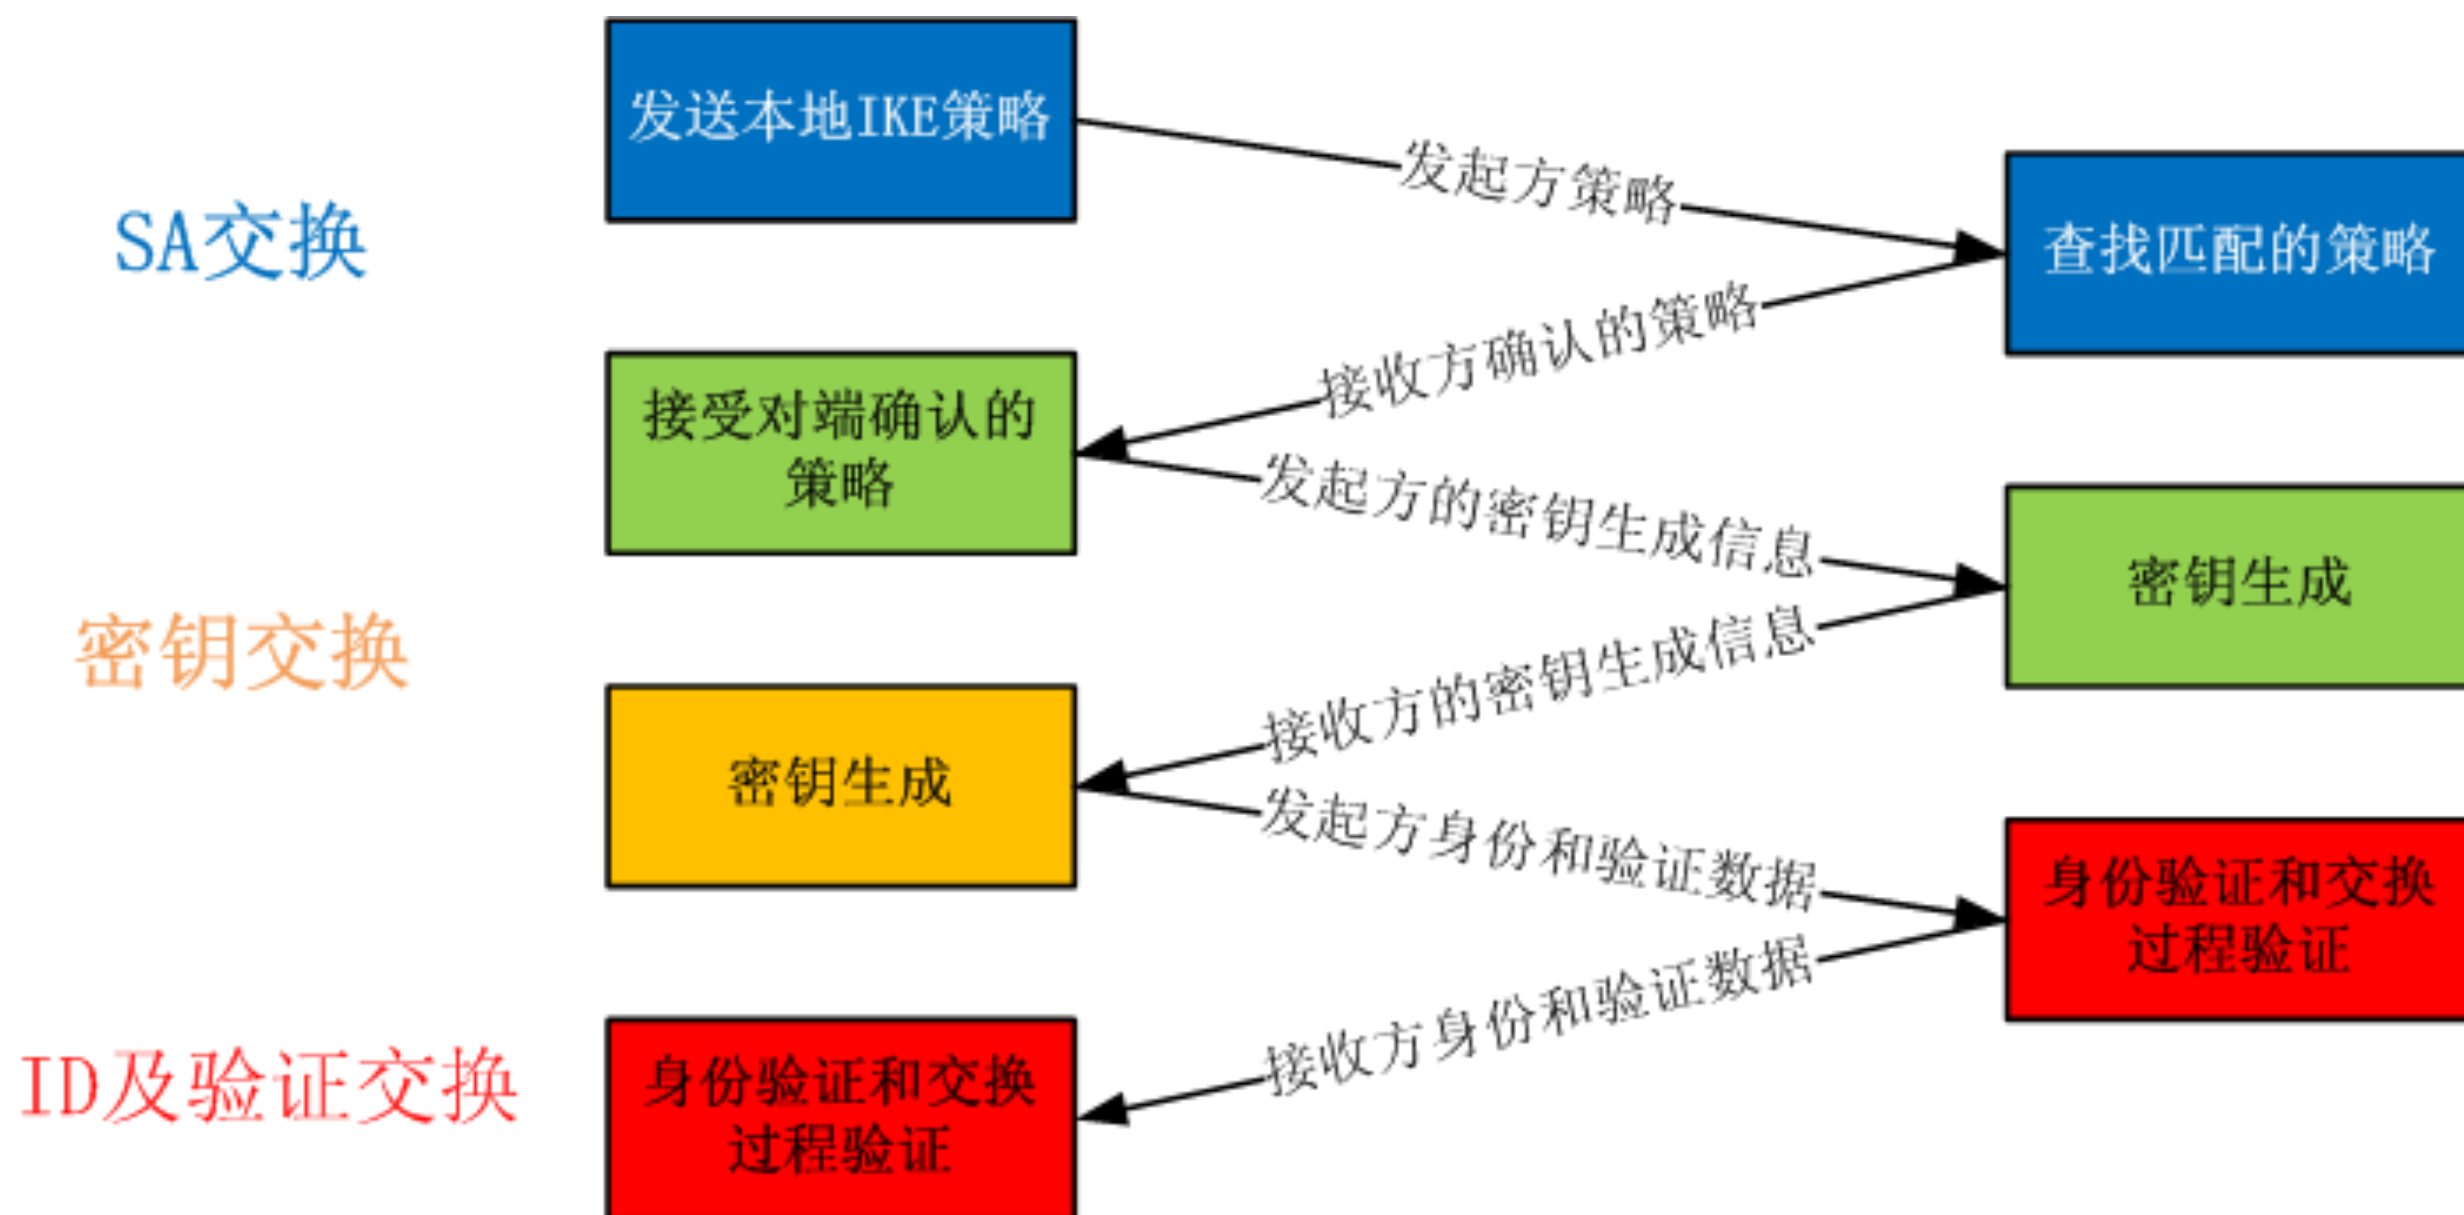 发送本地IKE策略
发起方策略
SA交换
查找匹配的策略
接收方确认的策略
接受对端确认的
策略
发起方的密钥生成信息
密钥生成
密钥交换
接收方的密钥生成信息
密钥生成
发起方身份和验证数据
身份验证和交换
过程验证
接收方身份和验证数据
ID及验证交换
身份验证和交换
过程验证